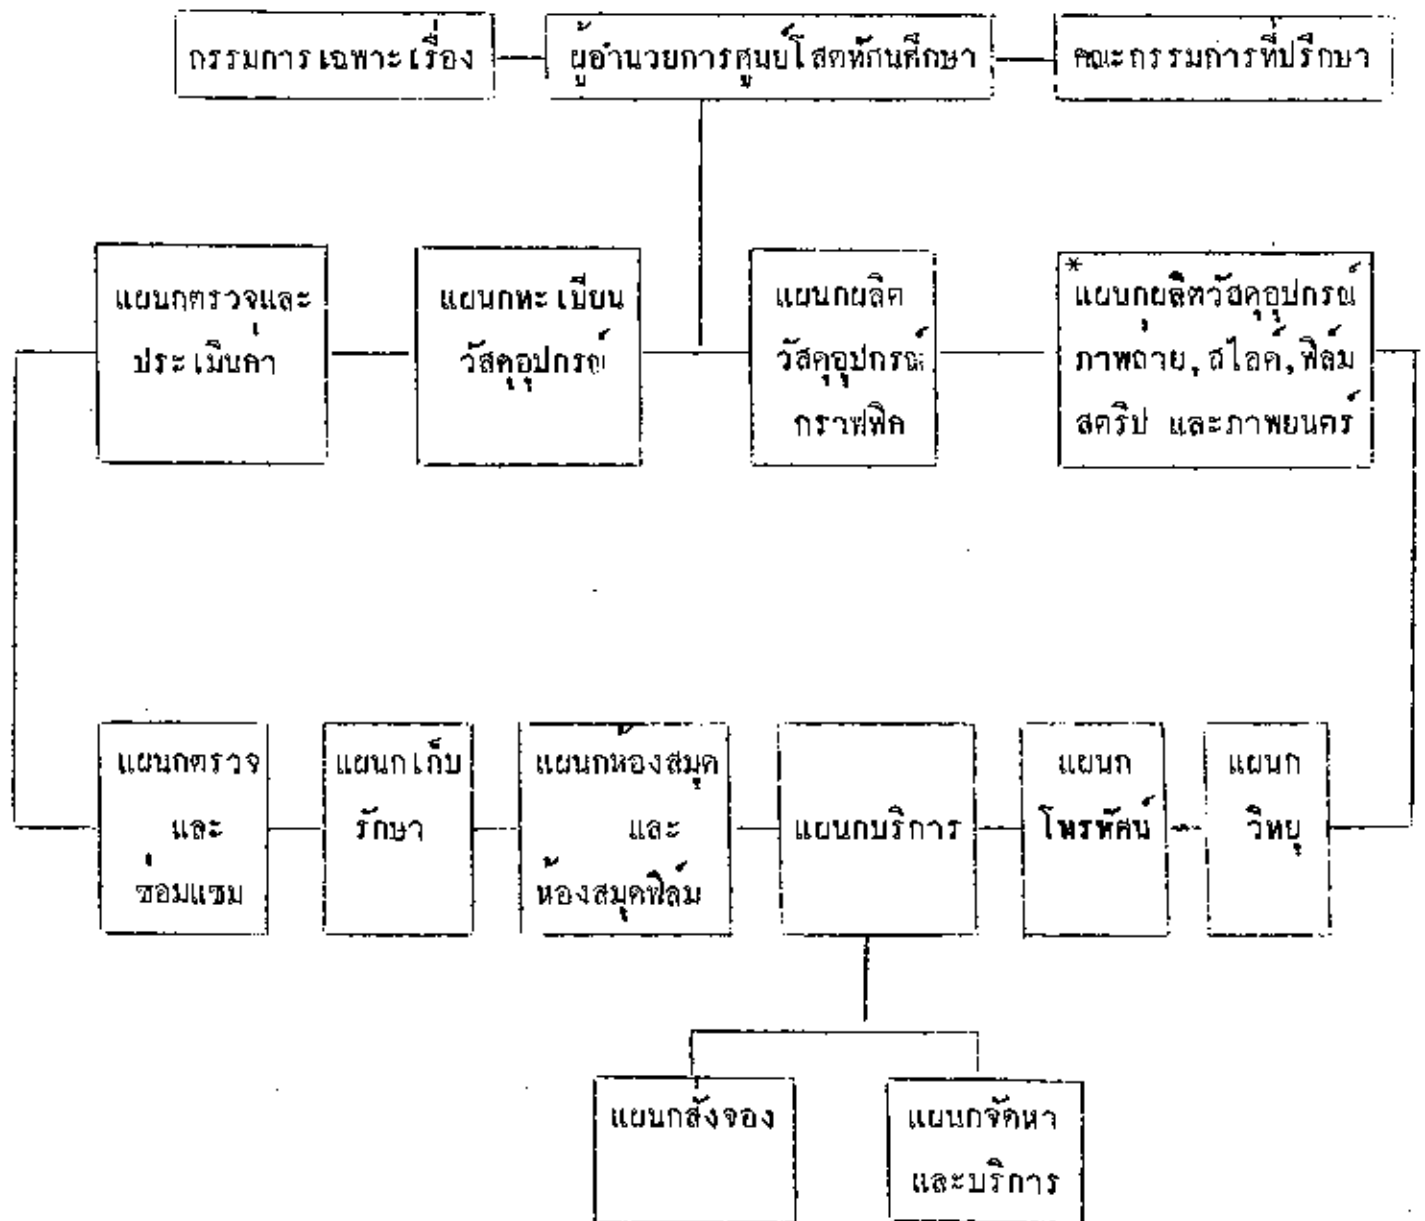 กรรมการเฉพาะเรื่อง
ผู้อำนวยการศูนย์โสตทัศนศึกษา
คณะกรรมการที่ปรึกษา
แผนกตรวจและ
ประเมินค่า
แผนกทะเบียน
วัสดุอุปกรณ์
แผนกผลิต
วัสดุอุปกรณ์
กราฟฟิค
*
แผนกผลิตวัสดุอุปกรณ์
ภาพถ่าย, สไลด์, ฟิล์ม
สตริป และภาพยนตร์
แผนกตรวจ
และ
ซ่อมแซม
แผนกเก็บ
รักษา
แผนกห้องสมุด
และ
ห้องสมุดฟิล์ม
แผนกบริการ
แผนก
โทรทัศน์
แผนก
วิทยุ
แผนกสั่งจอง
แผนกจัดหา
และบริการ